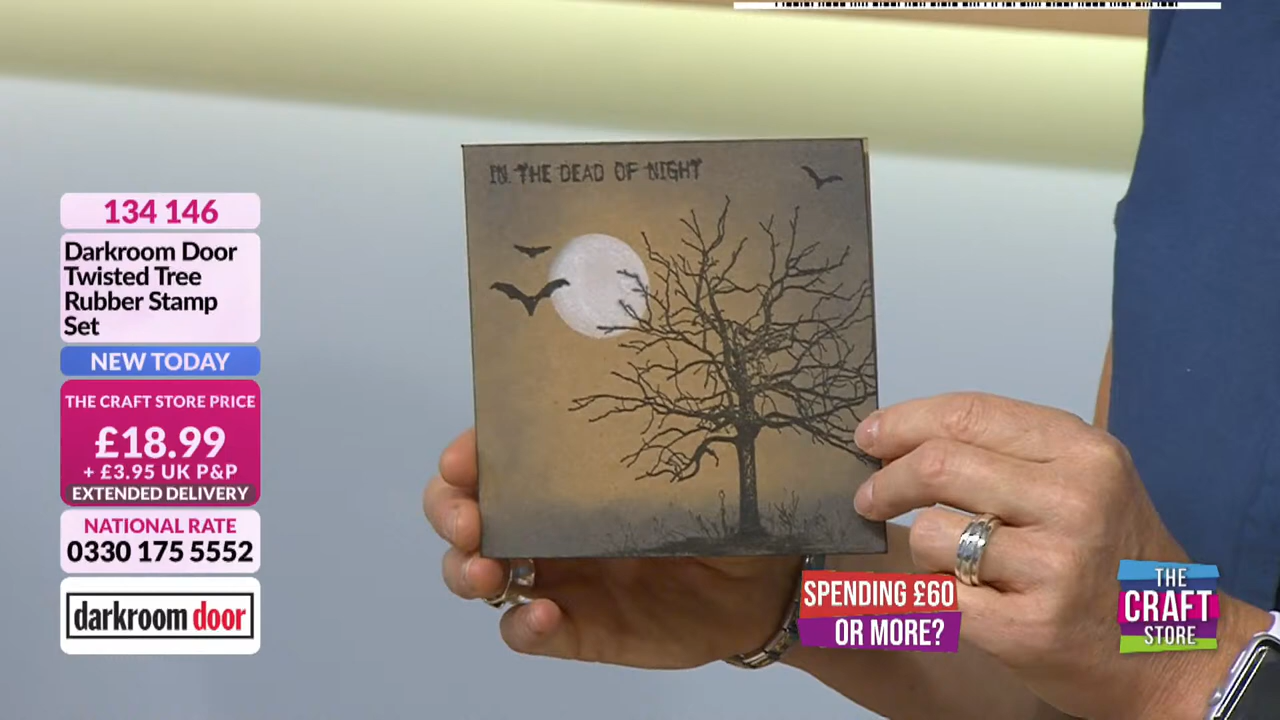 134 146
Darkroom Door
Twisted Tree
Rubber Stamp
Set
NEW TODAY
THE CRAFT STORE PRICE
£18.99
+ £3.95 UK P&P
EXTENDED DELIVERY
NATIONAL RATE
0330 175 5552
darkroom door
IN THE DEAD OF NIGHT
SPENDING £60
OR MORE?
THE
CRAFT
STORE